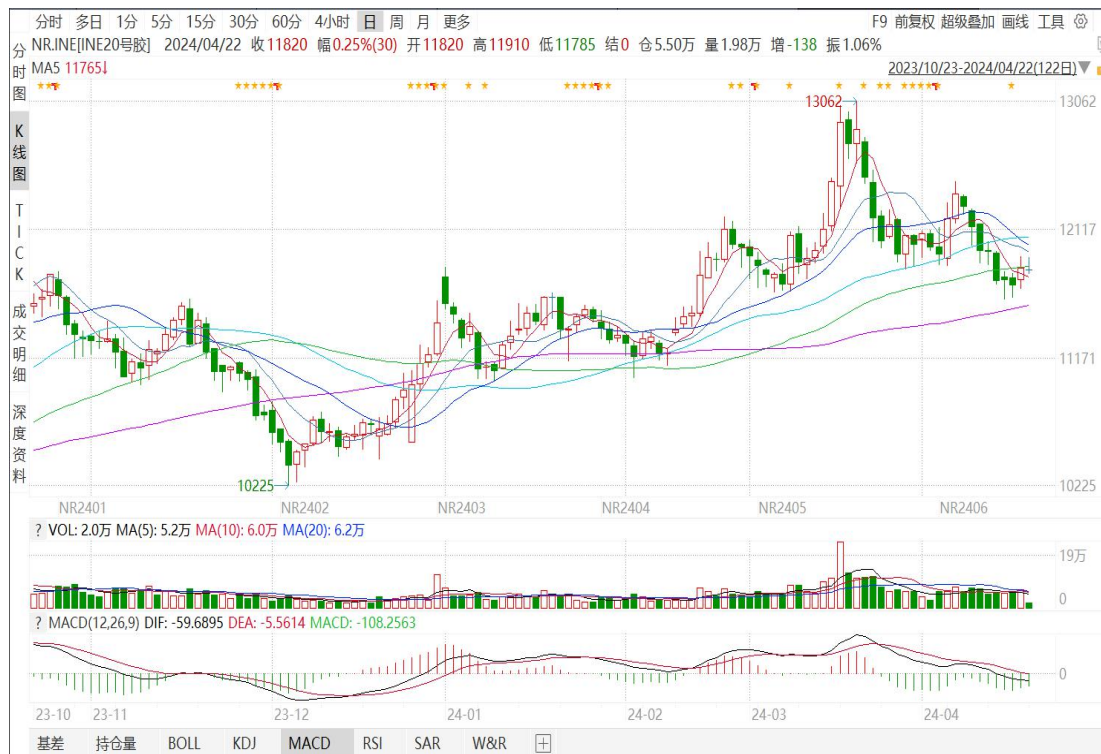 分时 多日 1分 5分 15分 30分 60分 4小时 日 周 月 更多 F9 前复权 超级叠加 画线 工具
NR.INE[INE20号胶] 2024/04/22 收11820 幅0.25%(30) 开11820 高11910 低11785 结0 仓5.50万 量1.98万 增-138 振1.06%
MA5 11765↓ 2023/10/23-2024/04/22(122日)▼
分时图
K线图
TICK
成交明细
深度资料
13062→ 13062
12117
11171
10225→ 10225
NR2401 NR2402 NR2403 NR2404 NR2405 NR2406
? VOL: 2.0万 MA(5): 5.2万 MA(10): 6.0万 MA(20): 6.2万
19万
0
? MACD(12,26,9) DIF: -59.6895 DEA: -5.5614 MACD: -108.2563
0
23-10 23-11 23-12 24-01 24-02 24-03 24-04
基差 持仓量 BOLL KDJ MACD RSI SAR W&R